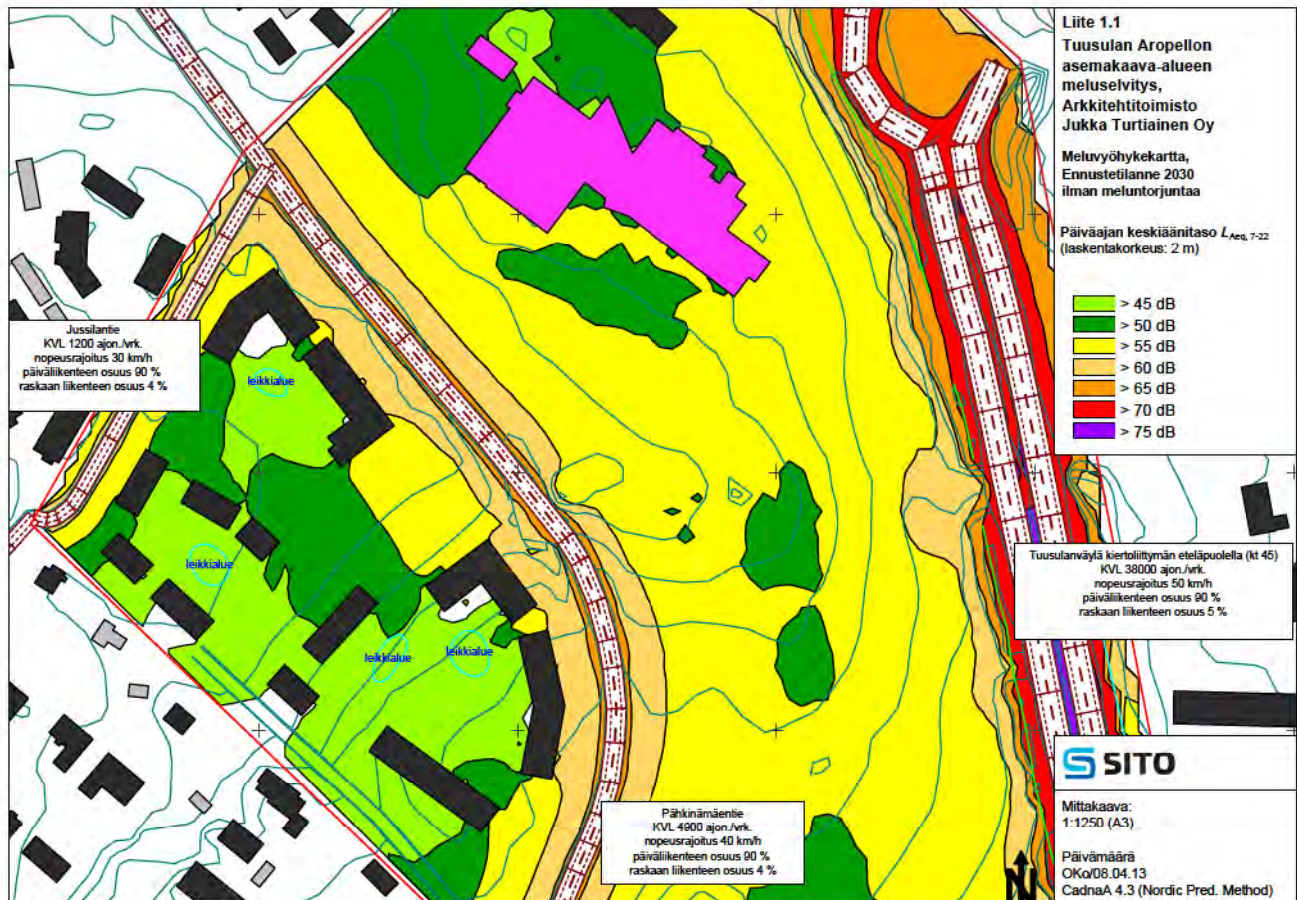 Liite 1.1
Tuusulan Aropellon
asemakaava-alueen
meluselvitys,
Arkkitehtitoimisto
Jukka Turtiainen Oy
Meluvyöhykekartta,
Ennustetilanne 2030
ilman meluntorjuntaa
Päiväajan keskiäänitaso LAeq, 7-22
(laskentakorkeus: 2 m)
> 45 dB
> 50 dB
> 55 dB
> 60 dB
> 65 dB
> 70 dB
> 75 dB
Jussilantie
KVL 1200 ajon./vrk.
nopeusrajoitus 30 km/h
päiväliikenteen osuus 90 %
raskaan liikenteen osuus 4 %
leikkialue
leikkialue
leikkialue
leikkialue
Tuusulanväylä kiertoliittymän eteläpuolella (kt 45)
KVL 38000 ajon./vrk.
nopeusrajoitus 50 km/h
päiväliikenteen osuus 90 %
raskaan liikenteen osuus 5 %
Pähkinämäentie
KVL 4900 ajon./vrk.
nopeusrajoitus 40 km/h
päiväliikenteen osuus 90 %
raskaan liikenteen osuus 4 %
N
SITO
Mittakaava:
1:1250 (A3)
Päivämäärä
OKo/08.04.13
CadnaA 4.3 (Nordic Pred. Method)